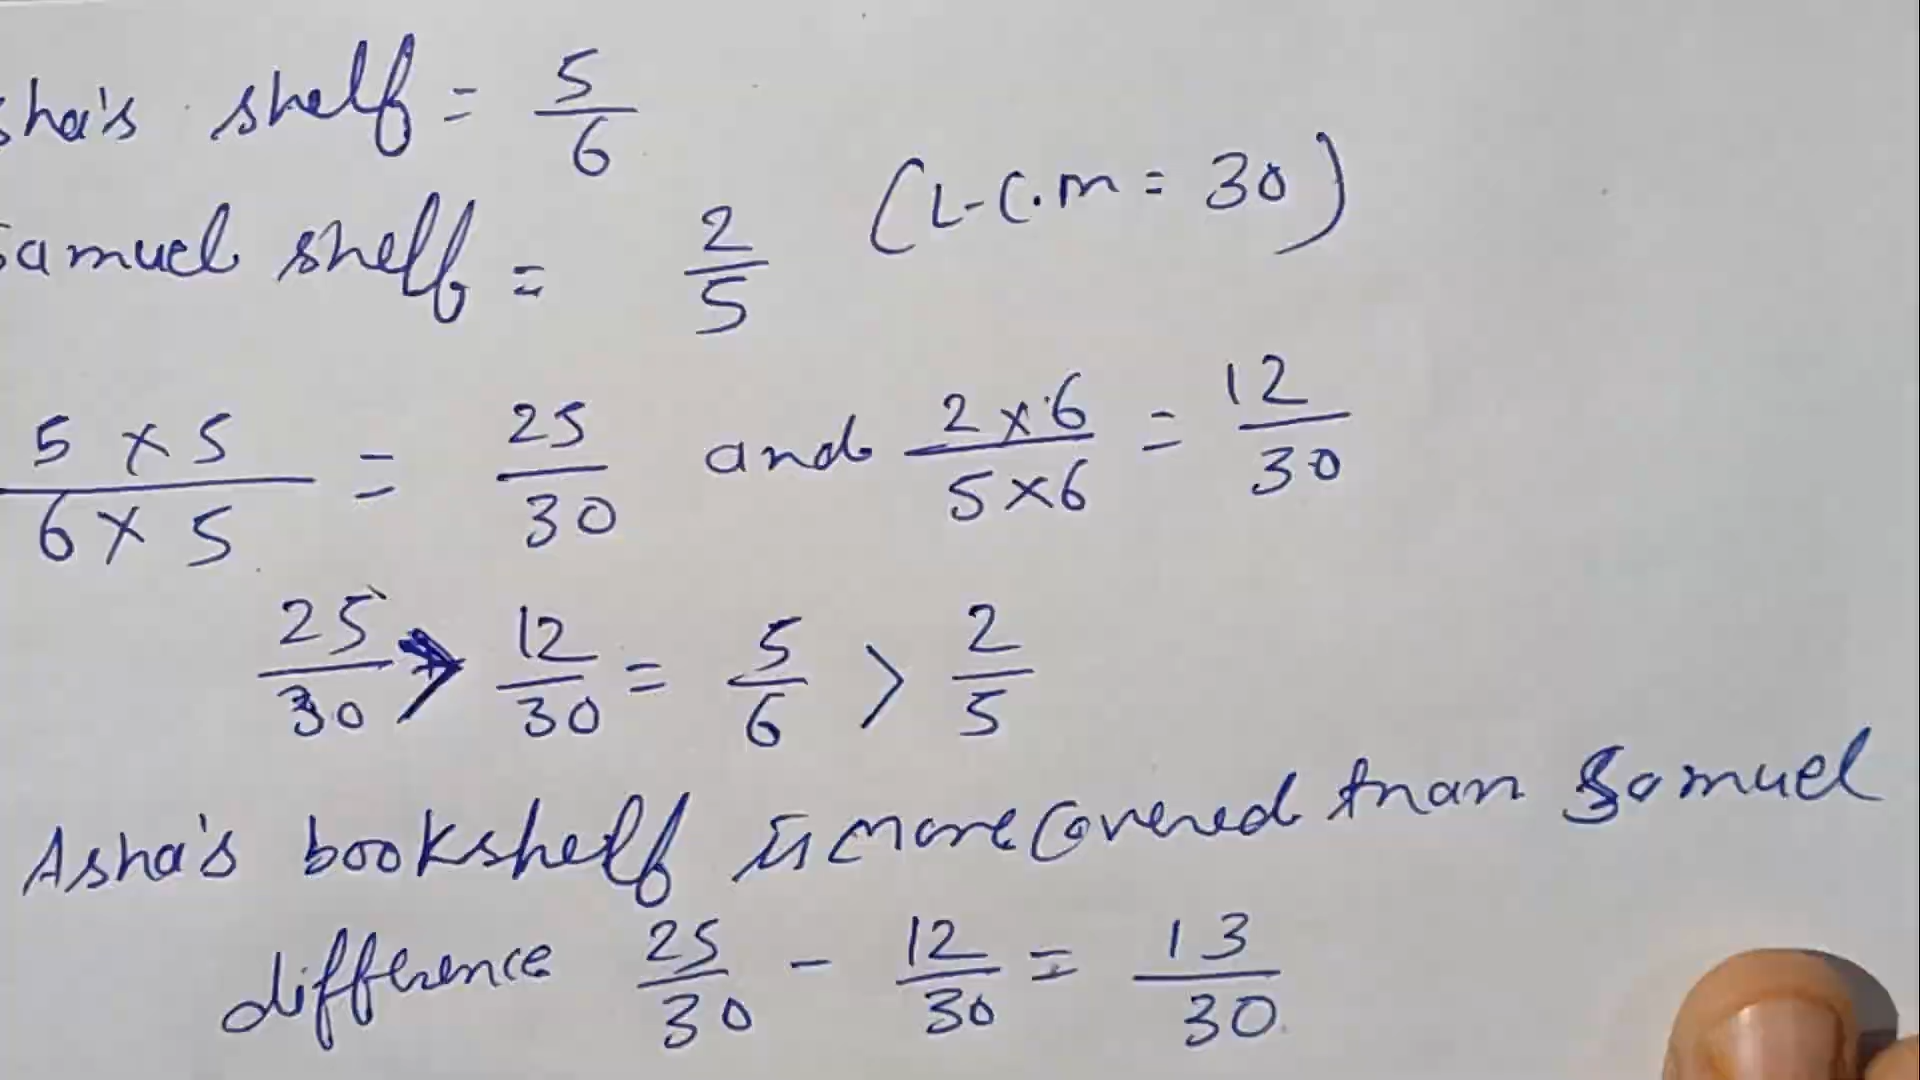 sha's shelf = 5/6
Samuel shelf = 2/5 (L.C.M = 30)
5 × 5 / 6 × 5 = 25/30 and 2 × 6 / 5 × 6 = 12/30
25/30 > 12/30 = 5/6 > 2/5
Asha's bookshelf is more Covered than Samuel
difference 25/30 - 12/30 = 13/30